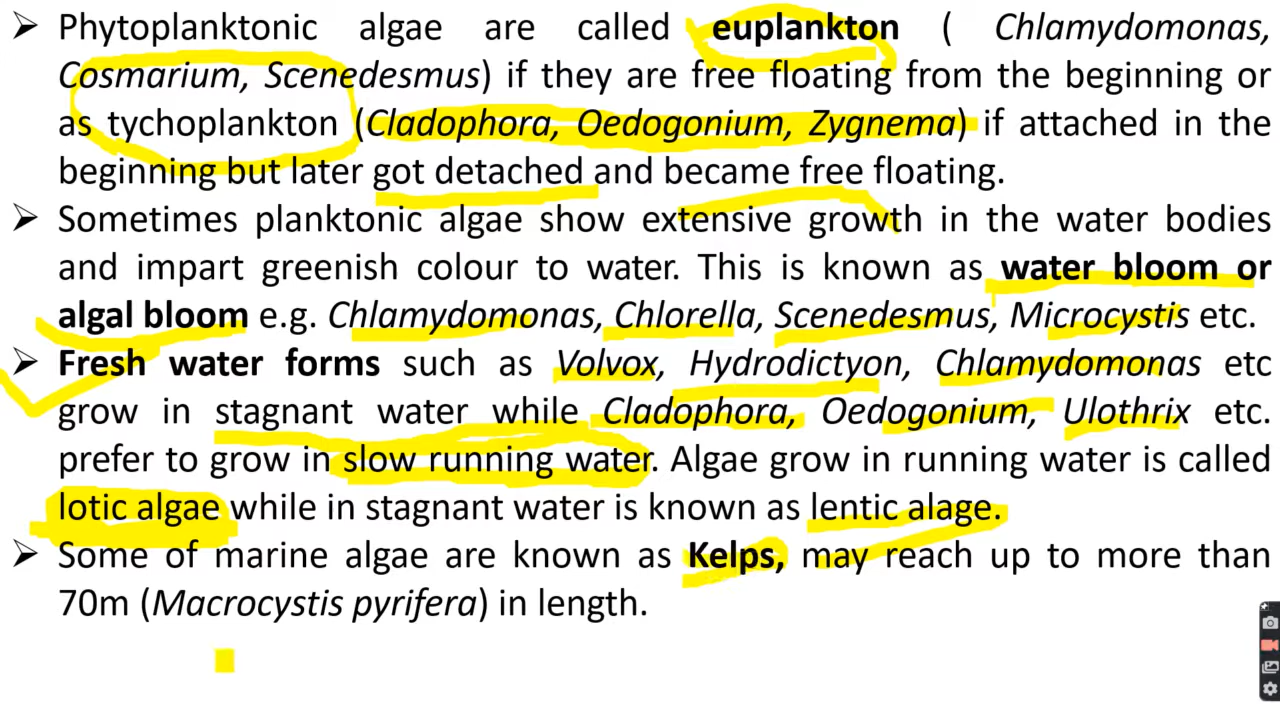 ➢ Phytoplanktonic algae are called euplankton ( Chlamydomonas,
Cosmarium, Scenedesmus) if they are free floating from the beginning or
as tychoplankton (Cladophora, Oedogonium, Zygnema) if attached in the
beginning but later got detached and became free floating.
➢ Sometimes planktonic algae show extensive growth in the water bodies
and impart greenish colour to water. This is known as water bloom or
algal bloom e.g. Chlamydomonas, Chlorella, Scenedesmus, Microcystis etc.
➢ Fresh water forms such as Volvox, Hydrodictyon, Chlamydomonas etc
grow in stagnant water while Cladophora, Oedogonium, Ulothrix etc.
prefer to grow in slow running water. Algae grow in running water is called
lotic algae while in stagnant water is known as lentic alage.
➢ Some of marine algae are known as Kelps, may reach up to more than
70m (Macrocystis pyrifera) in length.